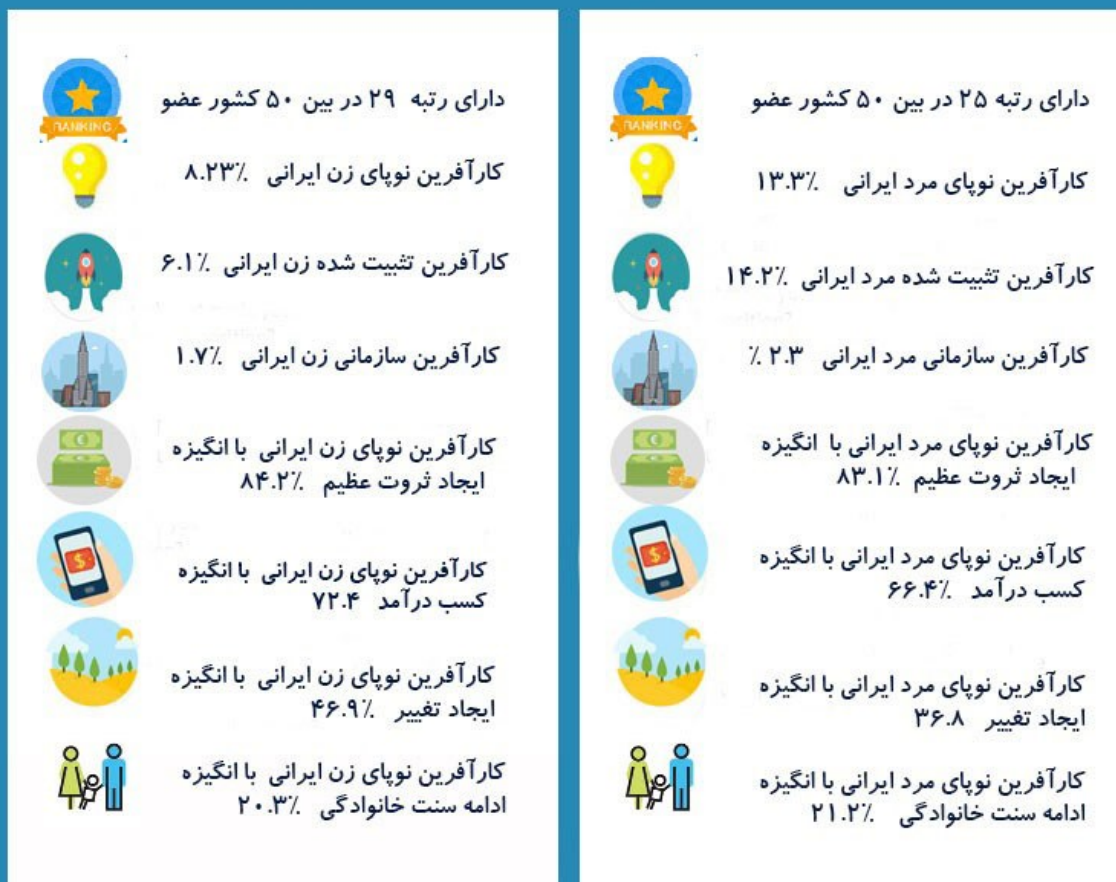 دارای رتبه ۲۵ در بین ۵۰ کشور عضو
RANKING
کارآفرین نوپای مرد ایرانی ۱۳.۳٪
کارآفرین تثبیت شده مرد ایرانی ۱۴.۲٪
کارآفرین سازمانی مرد ایرانی ۲.۳ ٪
کارآفرین نوپای مرد ایرانی با انگیزه
ایجاد ثروت عظیم ۸۳.۱٪
کارآفرین نوپای مرد ایرانی با انگیزه
کسب درآمد ۶۶.۴٪
کارآفرین نوپای مرد ایرانی با انگیزه
ایجاد تغییر ۳۶.۸
کارآفرین نوپای مرد ایرانی با انگیزه
ادامه سنت خانوادگی ۲۱.۲٪
دارای رتبه ۲۹ در بین ۵۰ کشور عضو
RANKING
کارآفرین نوپای زن ایرانی ۸.۲۳٪
کارآفرین تثبیت شده زن ایرانی ۶.۱٪
کارآفرین سازمانی زن ایرانی ۱.۷٪
کارآفرین نوپای زن ایرانی با انگیزه
ایجاد ثروت عظیم ۸۴.۲٪
کارآفرین نوپای زن ایرانی با انگیزه
کسب درآمد ۷۲.۴
کارآفرین نوپای زن ایرانی با انگیزه
ایجاد تغییر ۴۶.۹٪
کارآفرین نوپای زن ایرانی با انگیزه
ادامه سنت خانوادگی ۲۰.۳٪